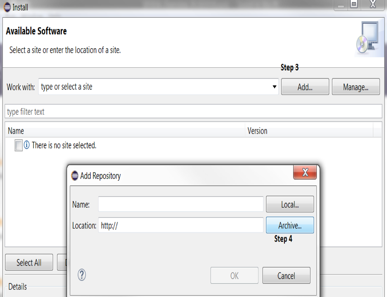 Install
Available Software
Select a site or enter the location of a site.
Step 3
Work with: type or select a site Add... Manage...
type filter text
Name Version
There is no site selected.
Add Repository
Name: Local...
Location: http:// Archive...
Step 4
Select All
OK Cancel
Details